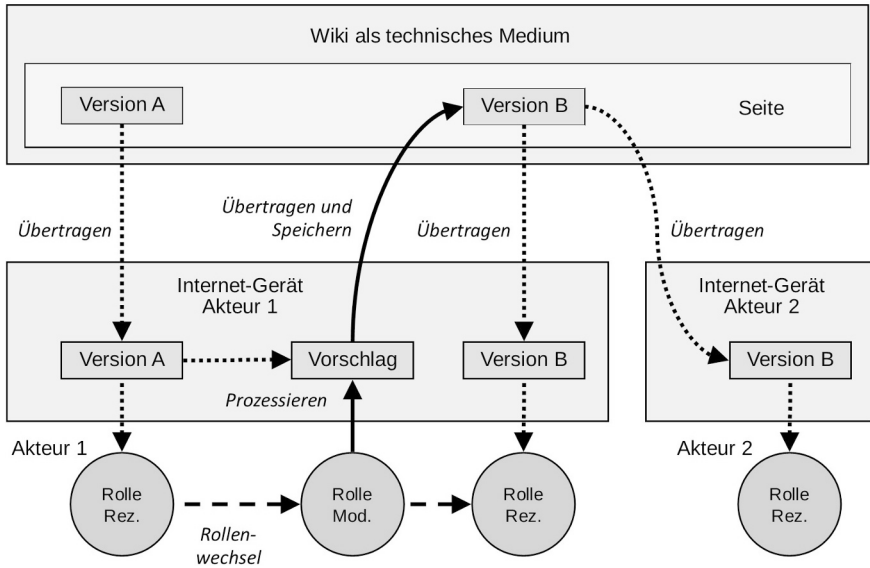 Wiki als technisches Medium
Version A
Version B
Seite
Übertragen
Übertragen und
Speichern
Übertragen
Übertragen
Internet-Gerät
Akteur 1
Internet-Gerät
Akteur 2
Version A
Vorschlag
Version B
Version B
Prozessieren
Akteur 1
Akteur 2
Rolle
Rez.
Rolle
Mod.
Rolle
Rez.
Rolle
Rez.
Rollen-
wechsel